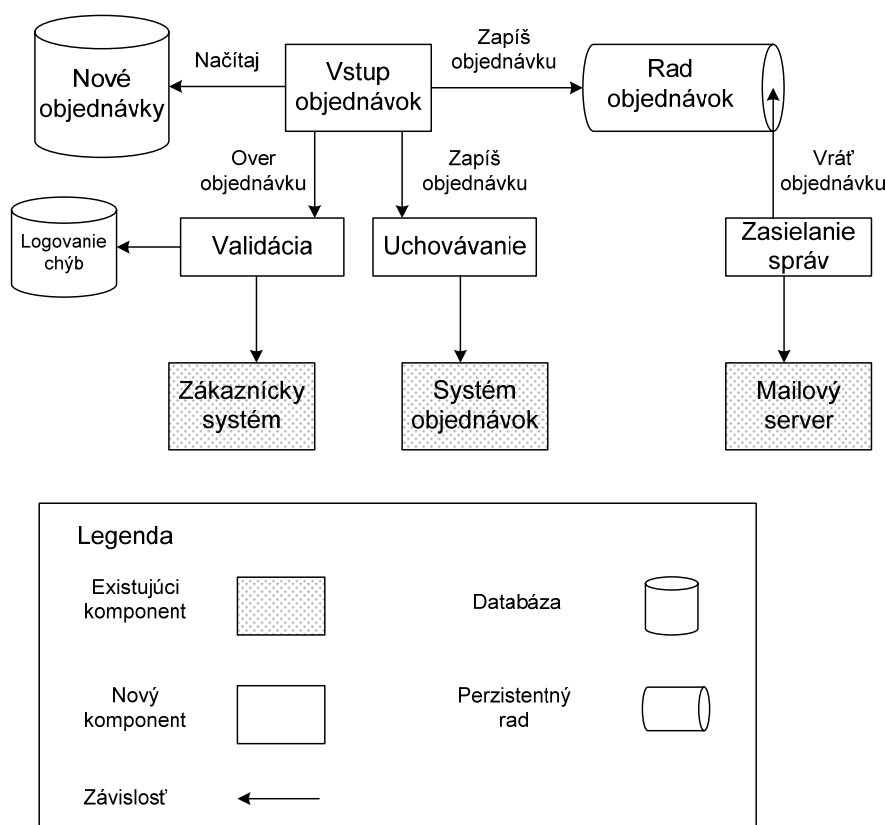 Nové
objednávky
Načítaj
Vstup
objednávok
Zapíš
objednávku
Rad
objednávok
Over
objednávku
Zapíš
objednávku
Vráť
objednávku
Logovanie
chýb
Validácia
Uchovávanie
Zasielanie
správ
Zákaznícky
systém
Systém
objednávok
Mailový
server
Legenda
Existujúci
komponent
Databáza
Nový
komponent
Perzistentný
rad
Závislosť